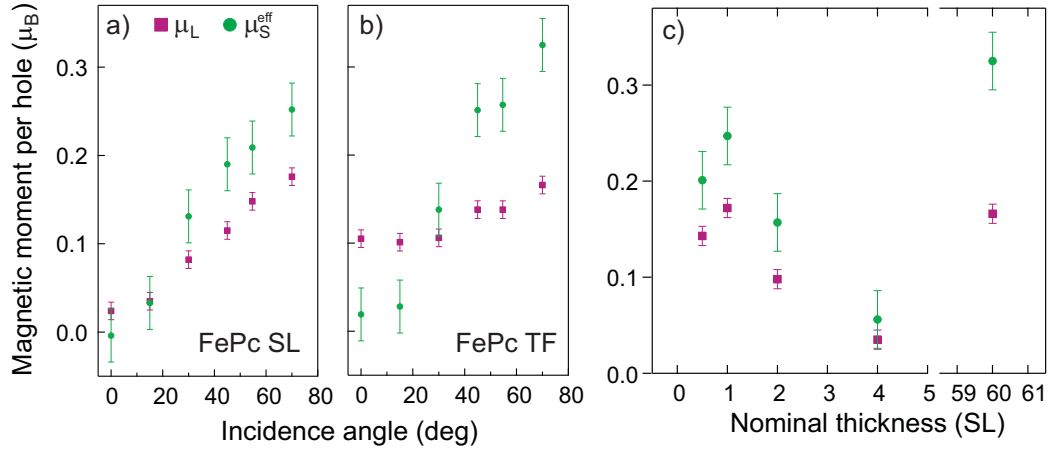 Magnetic moment per hole (μB)
a) μL μS^eff
0.3
0.2
0.1
0.0
FePc SL
0 20 40 60 80
b)
FePc TF
0 20 40 60 80
Incidence angle (deg)
c)
0.3
0.2
0.1
0.0
0 1 2 3 4 5 59 60 61
Nominal thickness (SL)